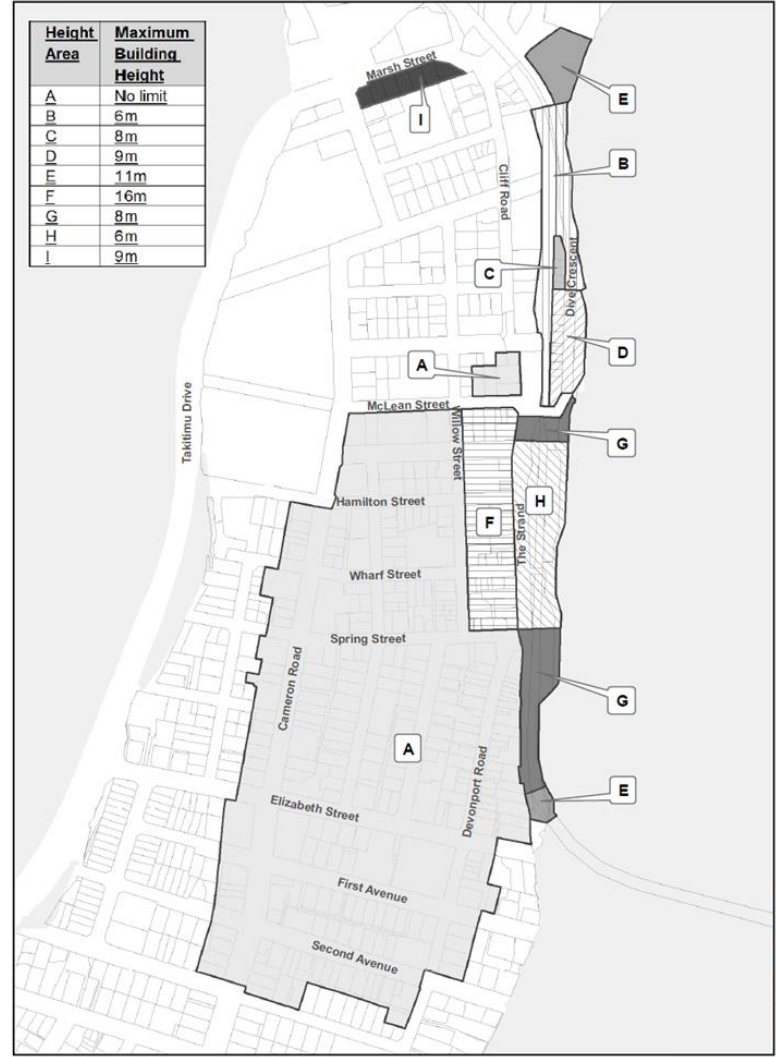 Height Area Maximum Building Height
A No limit
B 6m
C 8m
D 9m
E 11m
F 16m
G 8m
H 6m
I 9m
Marsh Street
E
I
B
Cliff Road
C
Dive Crescent
D
A
Takitimu Drive
McLean Street
Willow Street
G
Hamilton Street
H
F
The Strand
Wharf Street
Spring Street
Cameron Road
G
A
Devonport Road
E
Elizabeth Street
First Avenue
Second Avenue